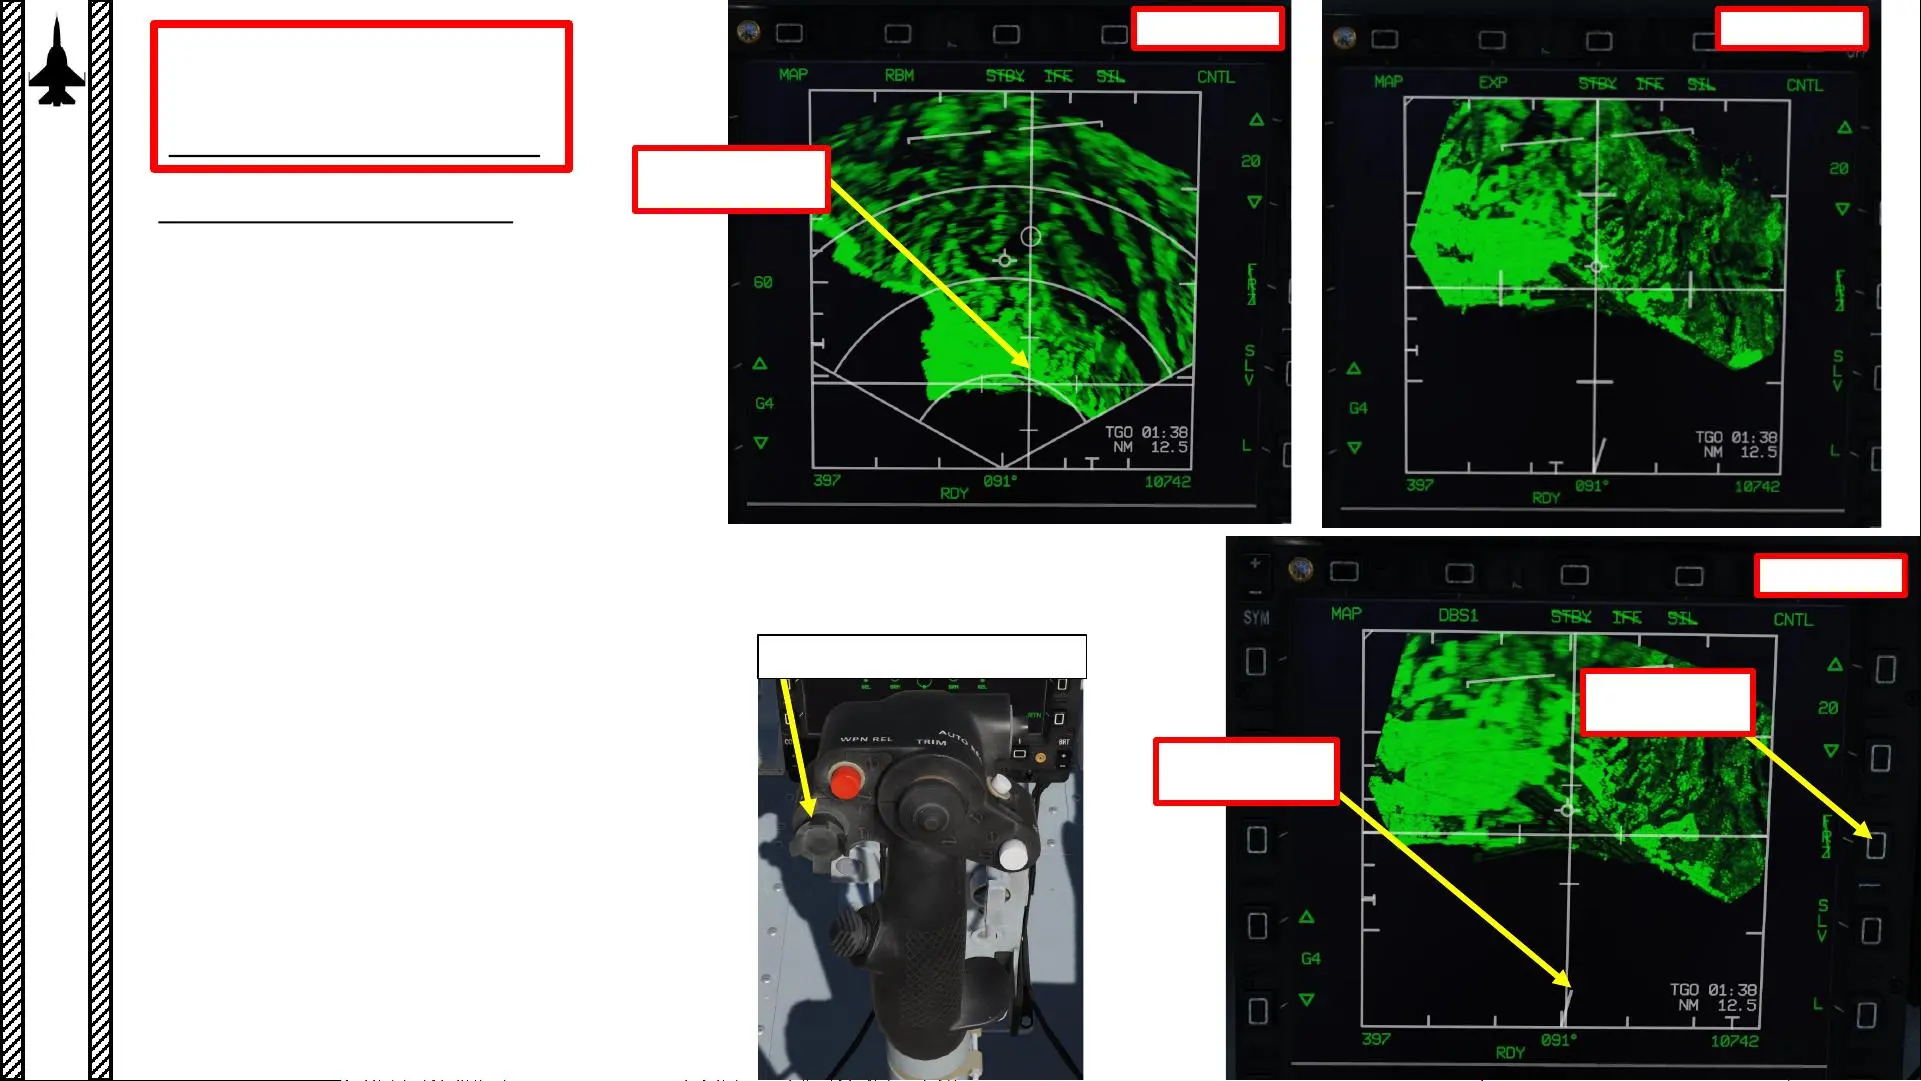 MAP RBM STBY IFF SIL CNTL
20
60
FRZ
SLV
G4
TGO 01:38
NM 12.5
L
397 091° 10742
RDY
MAP EXP STBY IFF SIL CNTL
20
FRZ
SLV
G4
TGO 01:38
NM 12.5
L
397 091° 10742
RDY
SYM
MAP DBS1 STBY IFF SIL CNTL
20
FRZ
SLV
G4
TGO 01:38
NM 12.5
L
397 091° 10742
RDY
WPN REL
TRIM
BRT